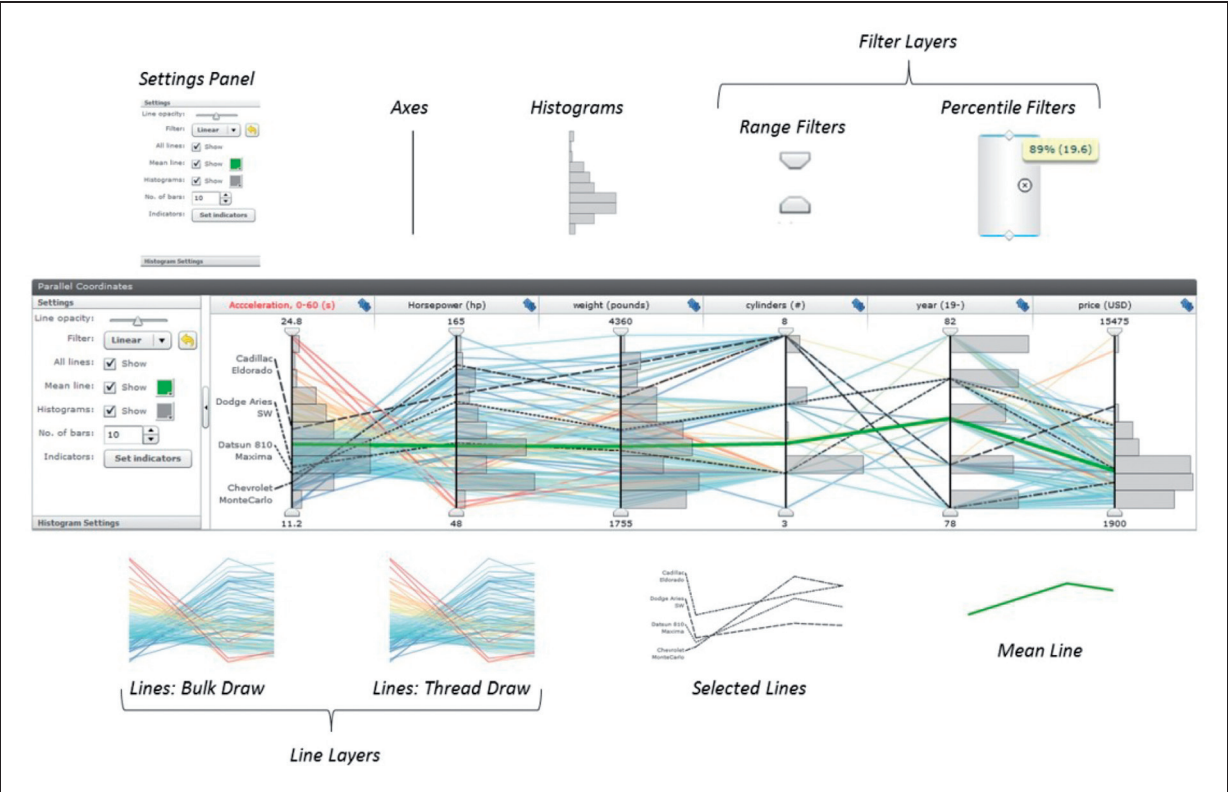 Filter Layers
Settings Panel
Axes
Histograms
Range Filters
Percentile Filters
Settings
Line opacity:
Filter: Linear
All lines: Show
Mean line: Show
Histograms: Show
No. of bars: 10
Indicators: Set indicators
Histogram Settings
89% (19.6)
Parallel Coordinates
Settings
Line opacity:
Filter: Linear
All lines: Show
Mean line: Show
Histograms: Show
No. of bars: 10
Indicators: Set indicators
Histogram Settings
Accceleration, 0-60 (s)
Horsepower (hp)
weight (pounds)
cylinders (#)
year (19-)
price (USD)
24.8
165
4360
8
82
15475
Cadillac
Eldorado
Dodge Aries
SW
Datsun 810
Maxima
Chevrolet
MonteCarlo
11.2
48
1755
3
78
1900
Cadillac
Eldorado
Dodge Aries
SW
Datsun 810
Maxima
Chevrolet
MonteCarlo
Lines: Bulk Draw
Lines: Thread Draw
Selected Lines
Mean Line
Line Layers